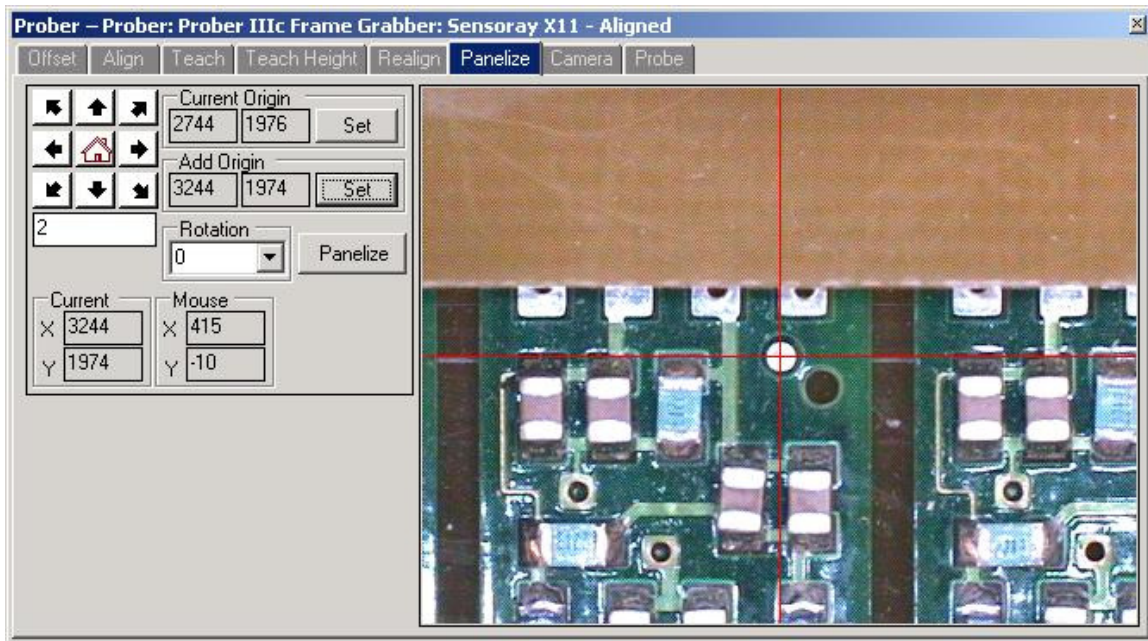 Prober – Prober: Prober IIIc Frame Grabber: Sensoray X11 - Aligned
Offset Align Teach Teach Height Realign Panelize Camera Probe
Current Origin
2744 1976 Set
Add Origin
3244 1974 Set
2
Rotation
0
Panelize
Current
X 3244
Y 1974
Mouse
X 415
Y -10